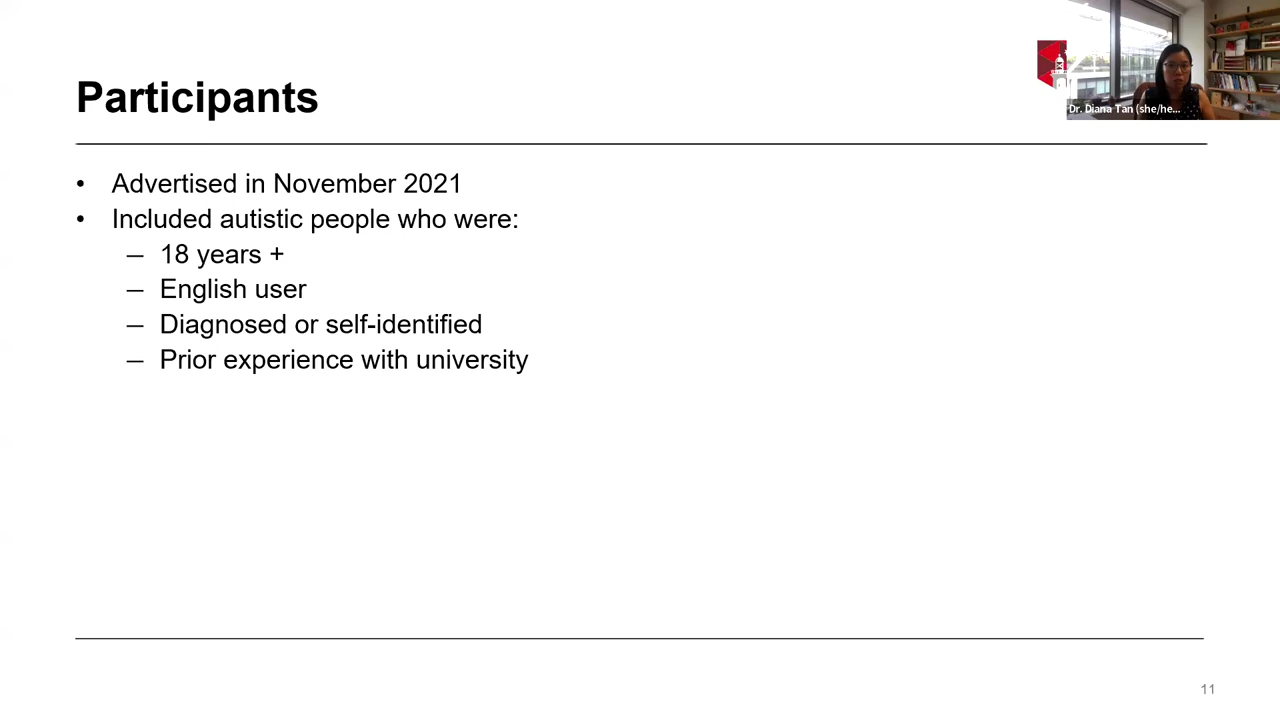 Participants
Dr. Diana Tan (she/he...
• Advertised in November 2021
• Included autistic people who were:
– 18 years +
– English user
– Diagnosed or self-identified
– Prior experience with university
11